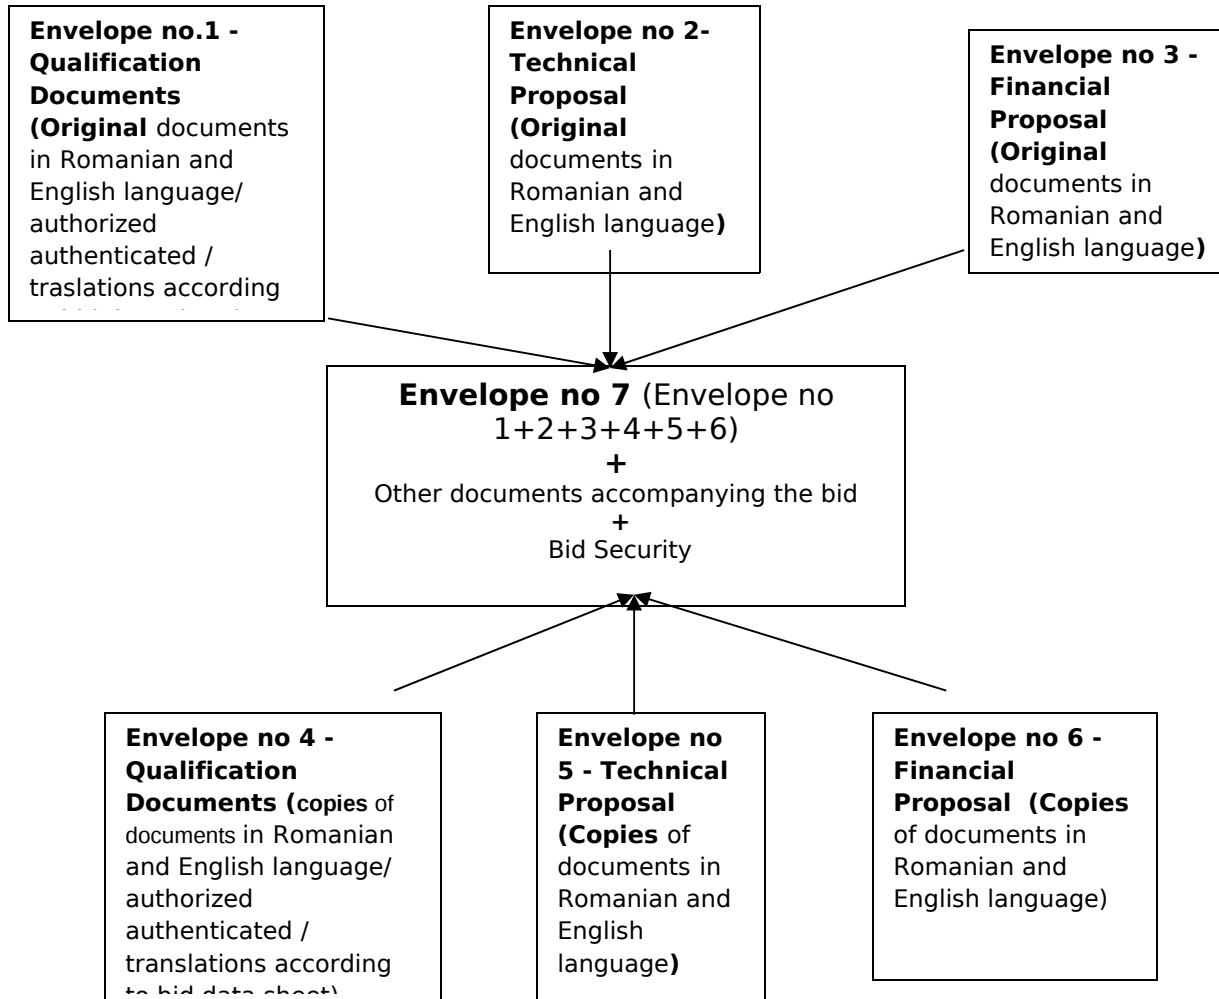 Envelope no.1 -
Qualification
Documents
(Original documents
in Romanian and
English language/
authorized
authenticated /
traslations according
Envelope no 2-
Technical
Proposal
(Original
documents in
Romanian and
English language)
Envelope no 3 -
Financial
Proposal
(Original
documents in
Romanian and
English language)
Envelope no 7 (Envelope no
1+2+3+4+5+6)
+
Other documents accompanying the bid
+
Bid Security
Envelope no 4 -
Qualification
Documents (copies of
documents in Romanian
and English language/
authorized
authenticated /
translations according
to bid data sheet)
Envelope no
5 - Technical
Proposal
(Copies of
documents in
Romanian and
English
language)
Envelope no 6 -
Financial
Proposal  (Copies
of documents in
Romanian and
English language)